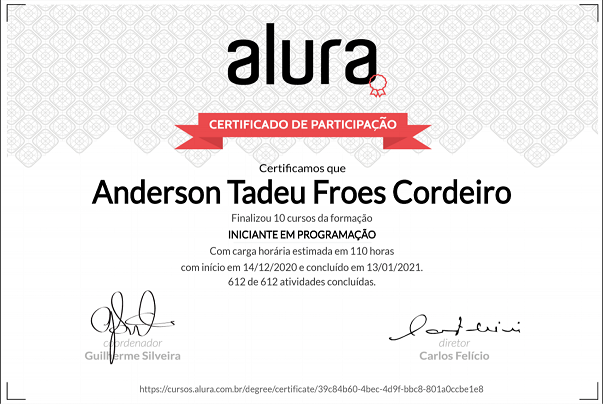 alura
CERTIFICADO DE PARTICIPAÇÃO
Certificamos que
Anderson Tadeu Froes Cordeiro
Finalizou 10 cursos da formação
INICIANTE EM PROGRAMAÇÃO
Com carga horária estimada em 110 horas
com início em 14/12/2020 e concluído em 13/01/2021.
612 de 612 atividades concluídas.
coordenador
Guilherme Silveira
diretor
Carlos Felício
https://cursos.alura.com.br/degree/certificate/39c84b60-4bec-4d9f-bbc8-801a0ccbe1e8